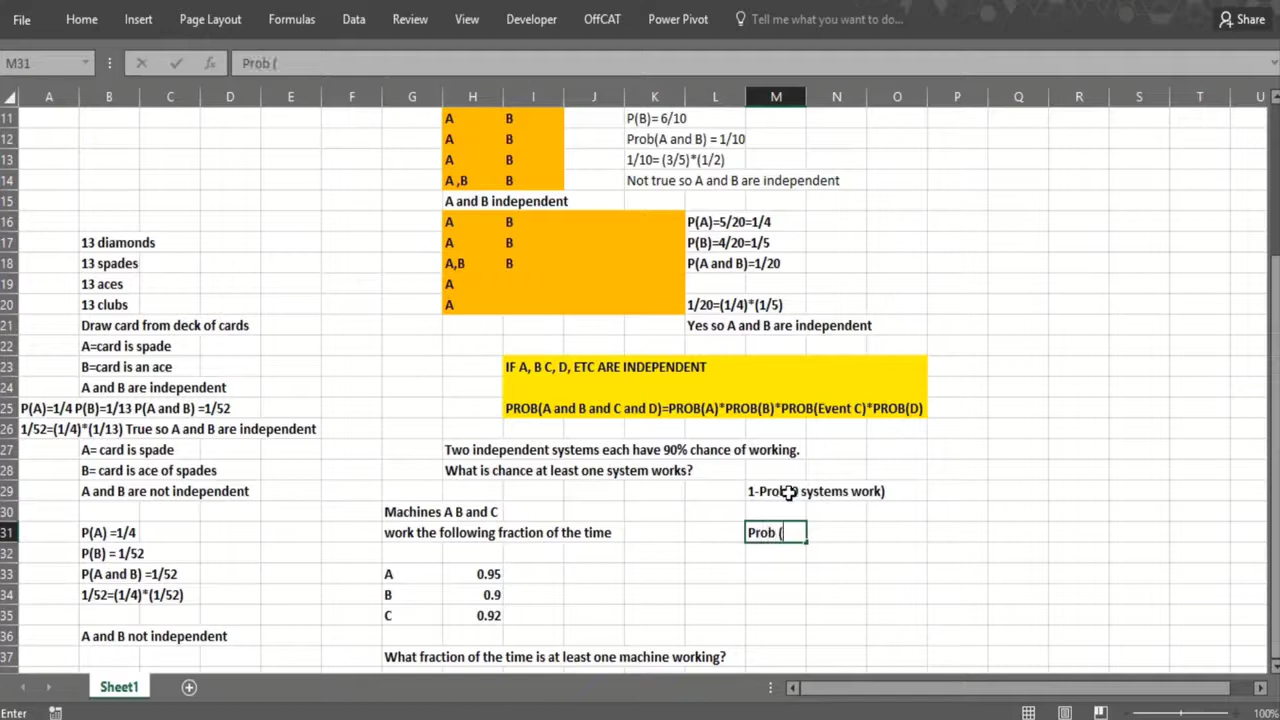 File Home Insert Page Layout Formulas Data Review View Developer OffCAT Power Pivot Tell me what you want to do... Share
M31 fx Prob (
A B C D E F G H I J K L M N O P Q R S T U
11 A B P(B)= 6/10
12 A B Prob(A and B) = 1/10
13 A B 1/10= (3/5)*(1/2)
14 A ,B B Not true so A and B are independent
15 A and B independent
16 A B P(A)=5/20=1/4
17 13 diamonds A B P(B)=4/20=1/5
18 13 spades A,B B P(A and B)=1/20
19 13 aces A
20 13 clubs A 1/20=(1/4)*(1/5)
21 Draw card from deck of cards Yes so A and B are independent
22 A=card is spade
23 B=card is an ace IF A, B C, D, ETC ARE INDEPENDENT
24 A and B are independent
25 P(A)=1/4 P(B)=1/13 P(A and B) =1/52 PROB(A and B and C and D)=PROB(A)*PROB(B)*PROB(Event C)*PROB(D)
26 1/52=(1/4)*(1/13) True so A and B are independent
27 A= card is spade Two independent systems each have 90% chance of working.
28 B= card is ace of spades What is chance at least one system works?
29 A and B are not independent 1-Prob systems work)
30 Machines A B and C
31 P(A) =1/4 work the following fraction of the time Prob (
32 P(B) = 1/52
33 P(A and B) =1/52 A 0.95
34 1/52=(1/4)*(1/52) B 0.9
35 C 0.92
36 A and B not independent
37 What fraction of the time is at least one machine working?
Sheet1
Enter 100%